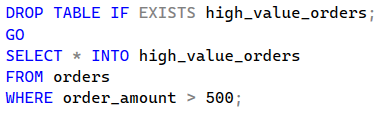 DROP TABLE IF EXISTS high_value_orders;
GO
SELECT * INTO high_value_orders
FROM orders
WHERE order_amount > 500;